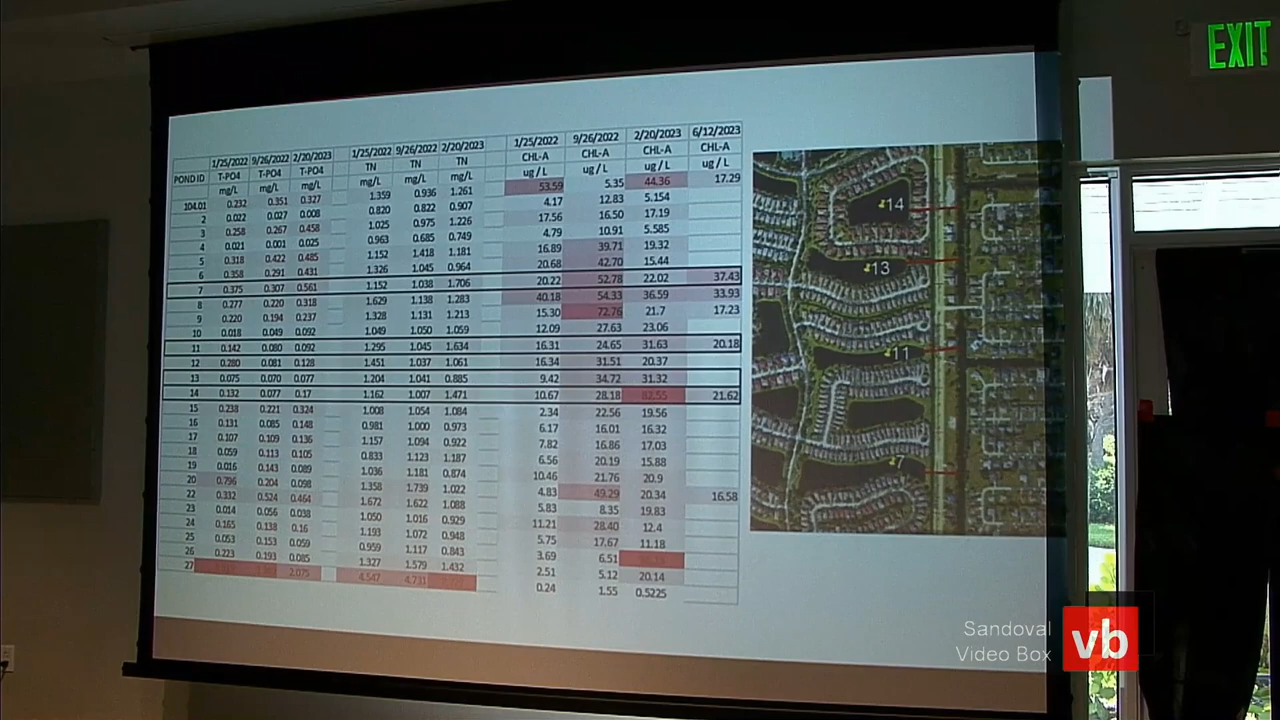 1/25/2022 9/26/2022 2/20/2023 1/25/2022 9/26/2022 2/20/2023 1/25/2022 9/26/2022 2/20/2023 6/12/2023
POND ID T-PO4 T-PO4 T-PO4 TN TN TN CHL-A CHL-A CHL-A CHL-A
mg/L mg/L mg/L mg/L mg/L mg/L ug / L ug / L ug / L ug / L
104.01 0.232 0.351 0.327 1.359 0.936 1.261 53.59 5.35 44.36 17.29
2 0.022 0.027 0.008 0.820 0.822 0.907 4.17 12.83 5.154
3 0.258 0.267 0.458 1.025 0.975 1.226 17.56 16.50 17.19
4 0.021 0.001 0.025 0.963 0.685 0.749 4.79 10.91 5.585
5 0.318 0.422 0.485 1.152 1.418 1.181 16.89 39.71 19.32
6 0.358 0.291 0.431 1.326 1.045 0.964 20.68 42.70 15.44
7 0.375 0.307 0.561 1.152 1.038 1.706 20.22 52.78 22.02 37.43
8 0.277 0.220 0.318 1.629 1.138 1.283 40.18 54.33 36.59 33.93
9 0.220 0.194 0.237 1.328 1.131 1.213 15.30 72.76 21.7 17.23
10 0.018 0.049 0.092 1.049 1.050 1.059 12.09 27.63 23.06
11 0.142 0.080 0.092 1.295 1.045 1.634 16.31 24.65 31.63 20.18
12 0.280 0.081 0.128 1.451 1.037 1.061 16.34 31.51 20.37
13 0.075 0.070 0.077 1.204 1.041 0.885 9.42 34.72 31.32
14 0.132 0.077 0.17 1.162 1.007 1.471 10.67 28.18 82.55 21.62
15 0.238 0.221 0.324 1.008 1.054 1.084 2.34 22.56 19.56
16 0.131 0.085 0.148 0.981 1.000 0.973 6.17 16.01 16.32
17 0.107 0.109 0.136 1.157 1.094 0.922 7.82 16.86 17.03
18 0.059 0.113 0.105 0.833 1.123 1.187 6.56 20.19 15.88
19 0.016 0.143 0.089 1.036 1.181 0.874 10.46 21.76 20.9
20 0.796 0.204 0.098 1.358 1.739 1.022 4.83 49.29 20.34 16.58
22 0.332 0.524 0.464 1.672 1.622 1.088 5.83 8.35 19.83
23 0.014 0.056 0.038 1.050 1.016 0.929 11.21 28.40 12.4
24 0.165 0.138 0.16 1.193 1.072 0.948 5.75 17.67 11.18
25 0.053 0.153 0.059 0.959 1.117 0.843 3.69 6.51
26 0.223 0.193 0.085 1.327 1.579 1.432 2.51 5.12 20.14
27 2.075 4.547 4.731 0.24 1.55 0.5225
14
13
11
7
EXIT
Sandoval
Video Box
vb